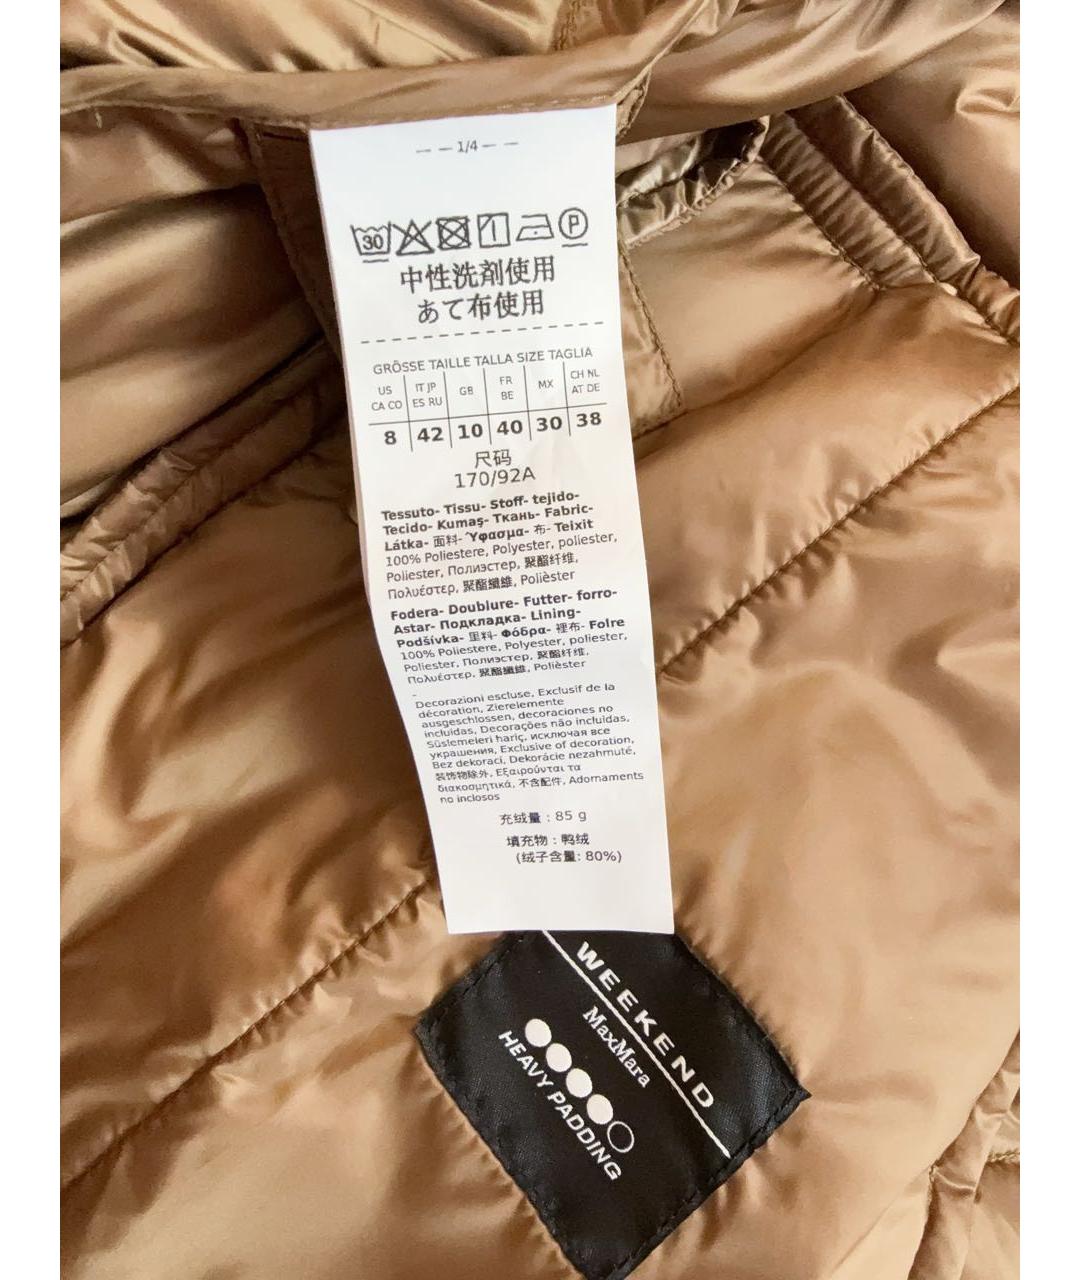 1/4
30 P
中性洗剤使用
あて布使用
GRÖSSE TAILLE TALLA SIZE TAGLIA
US CA CO IT JP ES RU GB FR BE MX CH NL AT DE
8 42 10 40 30 38
尺码
170/92A
Tessuto- Tissu- Stoff- tejido-
Tecido- Kumaş- Ткань- Fabric-
Látka- 面料- Ύφασμα- 布- Teixit
100% Poliestere, Polyester, poliester,
Poliester, Полиэстер, 聚酯纤维,
Πολυέστερ, 聚酯纖維, Polièster
Fodera- Doublure- Futter- forro-
Astar- Подкладка- Lining-
Podšívka- 里料- Φόδρα- 裡布- Folre
100% Poliestere, Polyester, poliester,
Poliester, Полиэстер, 聚酯纤维,
Πολυέστερ, 聚酯纖維, Polièster
-
Decorazioni escluse, Exclusif de la
décoration, Zierelemente
ausgeschlossen, decoraciones no
incluidas, Decorações não incluidas,
Süslemeleri hariç, исключая все
украшения, Exclusive of decoration,
Bez dekoraci, Dekorácie nezahrnuté,
装饰物除外, Εξαιρούνται τα
διακοσμητικά, 不含配件, Adornaments
no inclosos
充绒量 : 85 g
填充物 : 鸭绒
(绒子含量: 80%)
WEEKEND
MaxMara
HEAVY PADDING